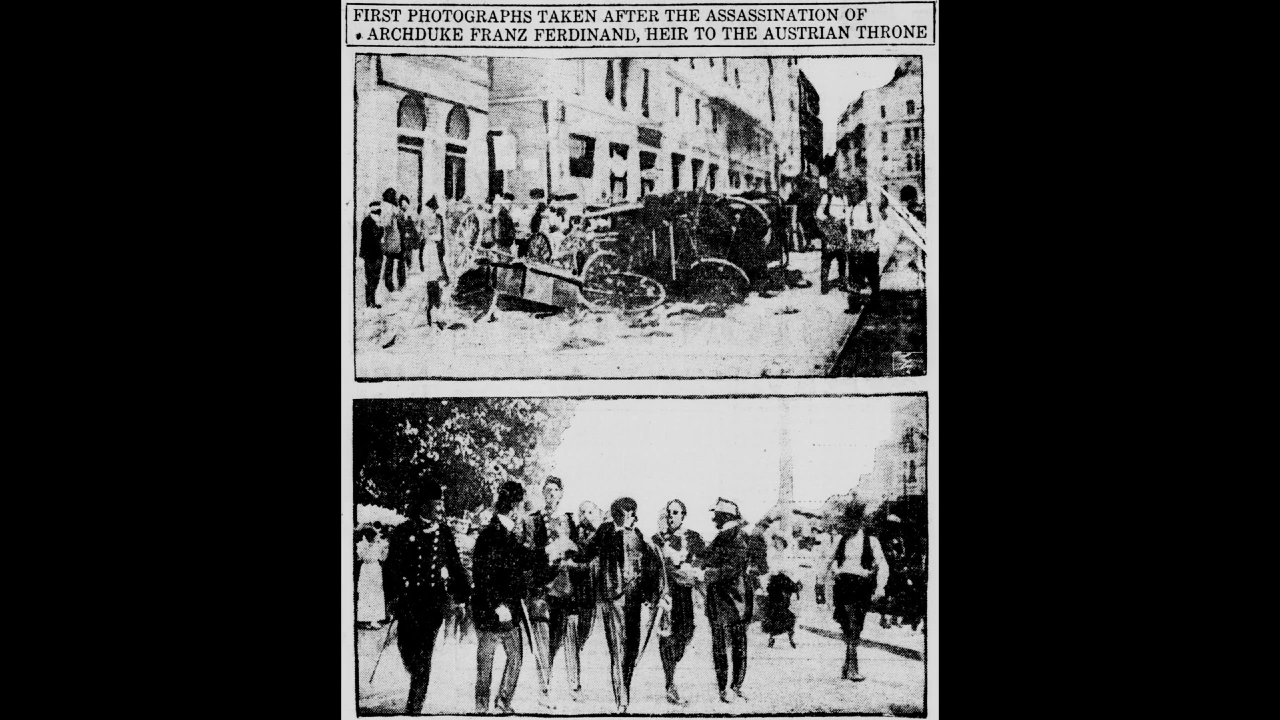 FIRST PHOTOGRAPHS TAKEN AFTER THE ASSASSINATION OF
ARCHDUKE FRANZ FERDINAND, HEIR TO THE AUSTRIAN THRONE